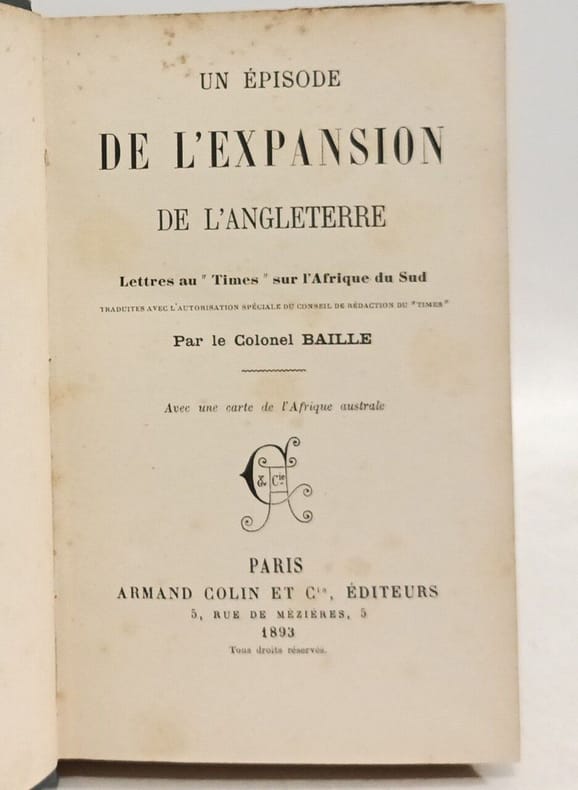 UN ÉPISODE
DE L'EXPANSION
DE L'ANGLETERRE
Lettres au " Times " sur l'Afrique du Sud
TRADUITES AVEC L'AUTORISATION SPÉCIALE DU CONSEIL DE RÉDACTION DU "TIMES"
Par le Colonel BAILLE
Avec une carte de l'Afrique australe
& Cie
PARIS
ARMAND COLIN ET Cie, ÉDITEURS
5, RUE DE MÉZIÈRES, 5
1893
Tous droits réservés.